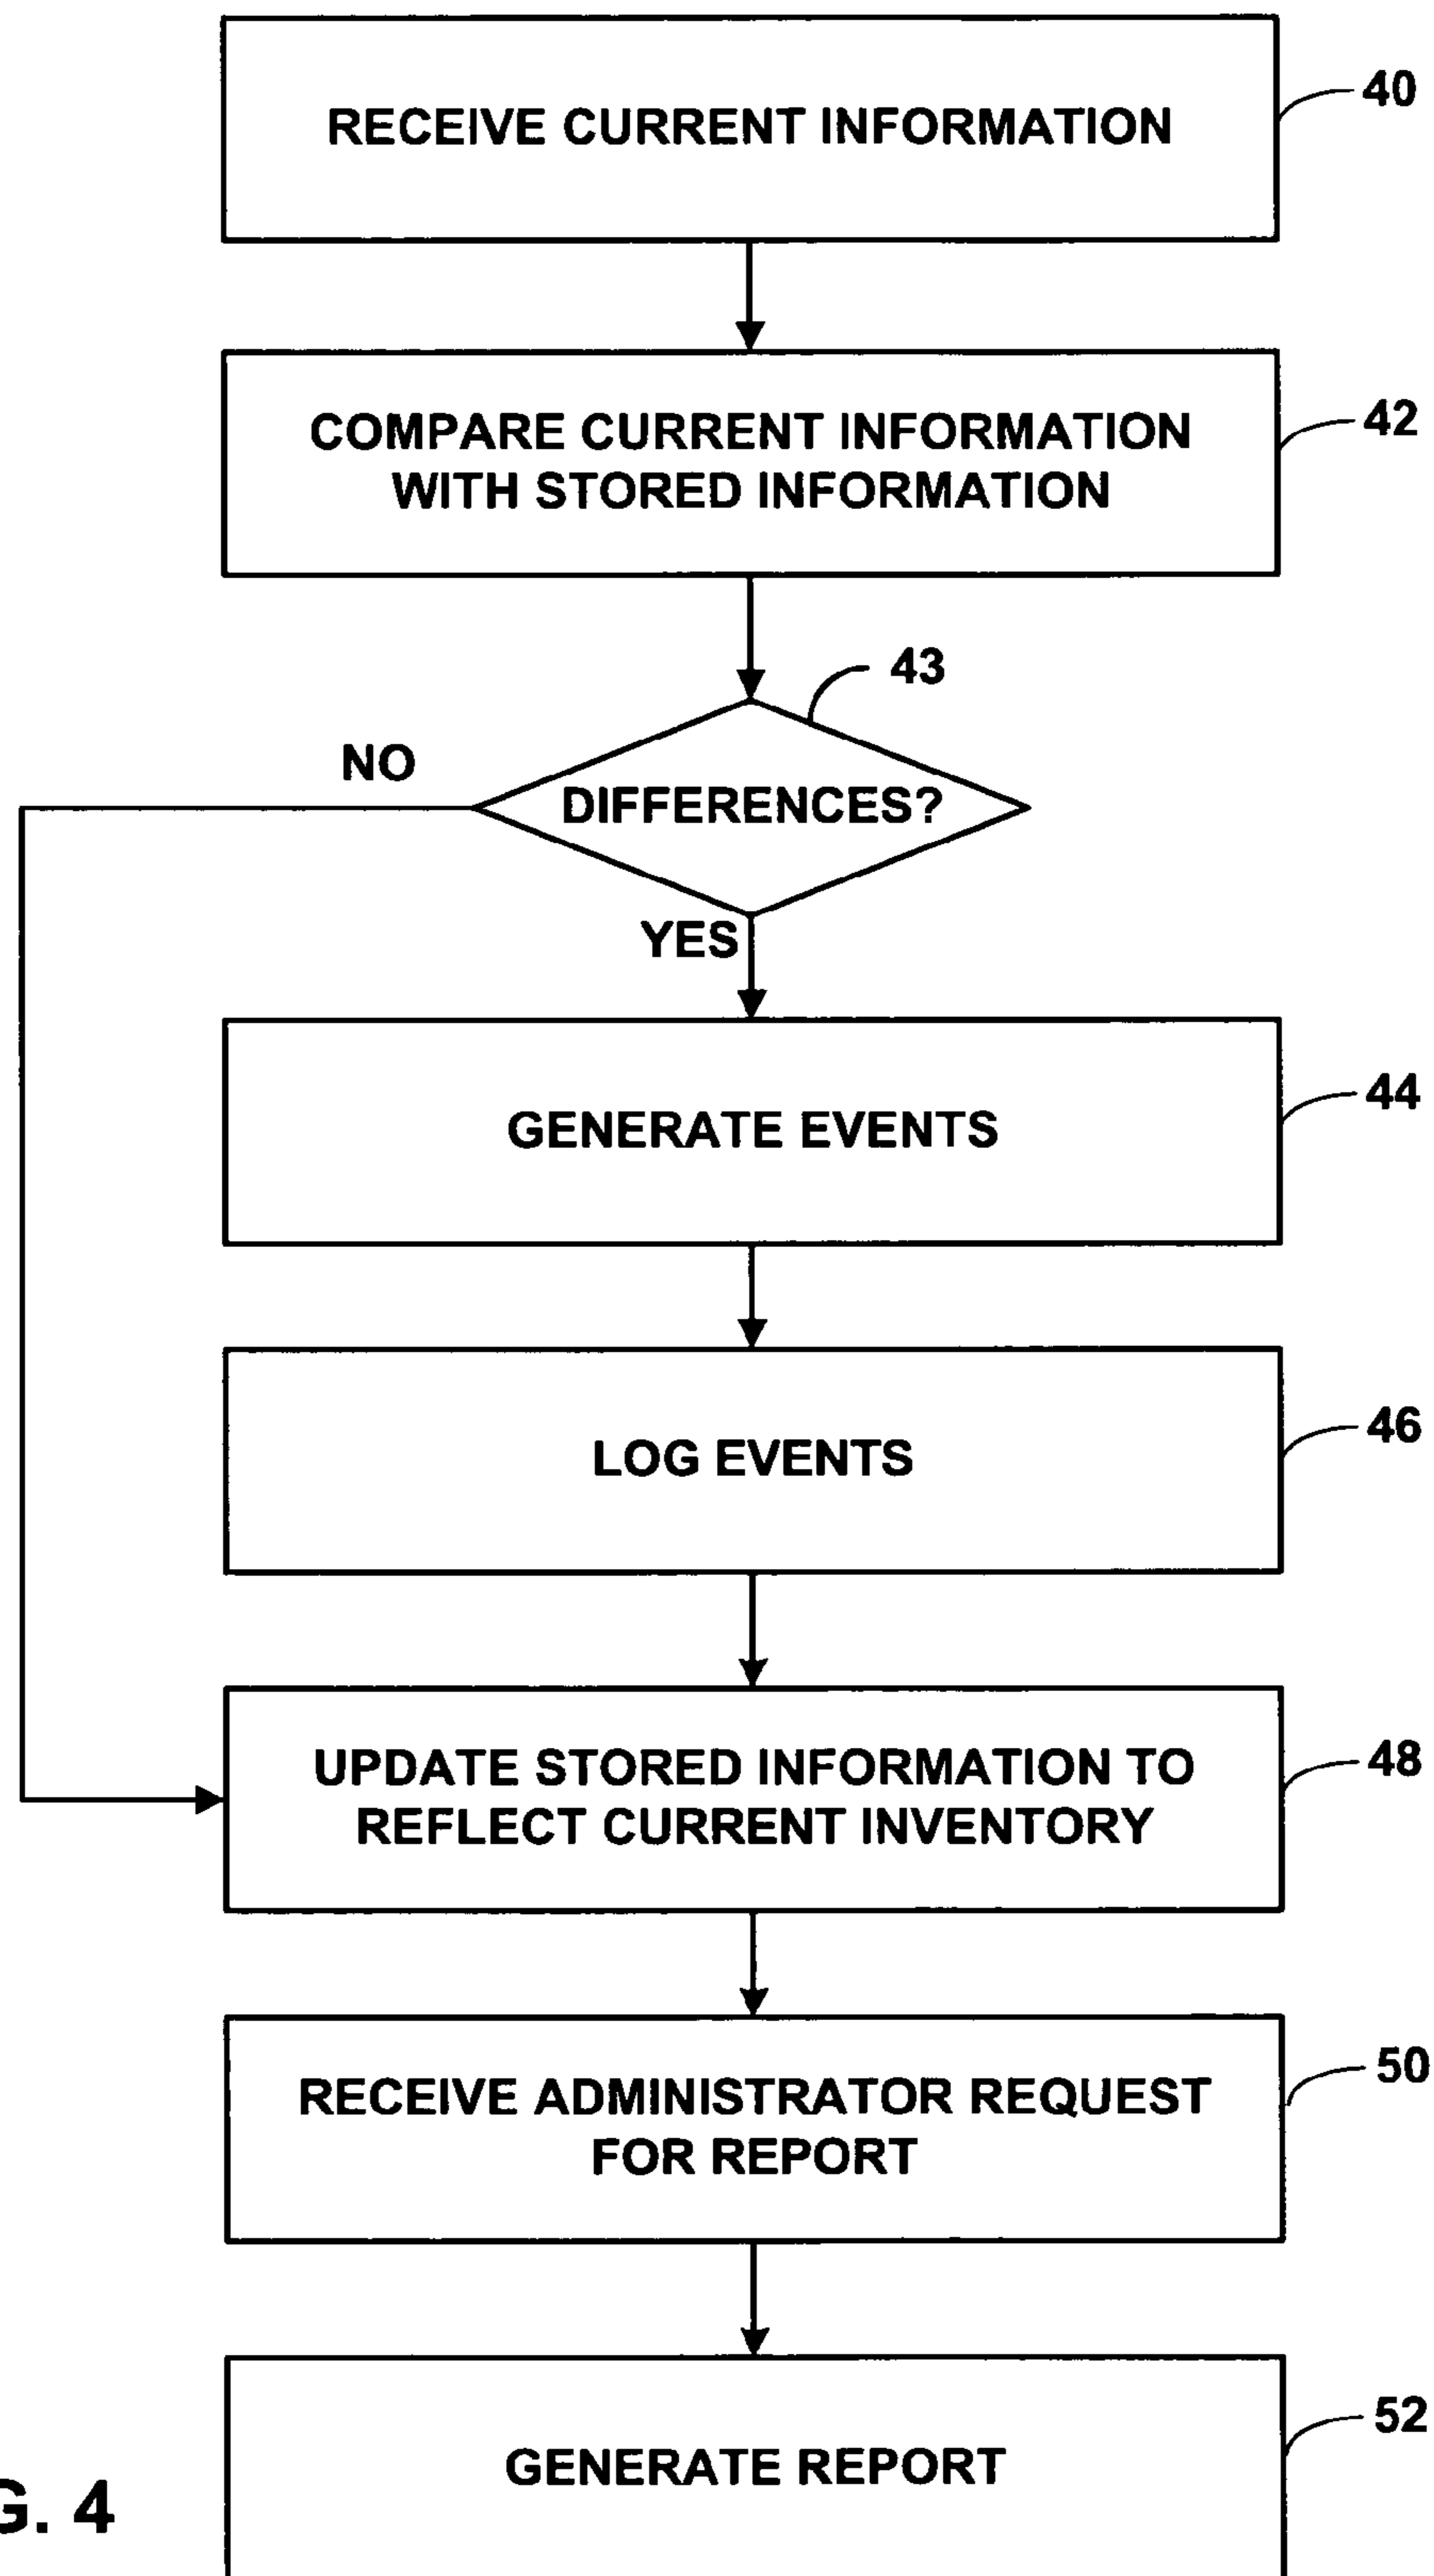 RECEIVE CURRENT INFORMATION
40
COMPARE CURRENT INFORMATION
WITH STORED INFORMATION
42
43
NO
DIFFERENCES?
YES
GENERATE EVENTS
44
LOG EVENTS
46
UPDATE STORED INFORMATION TO
REFLECT CURRENT INVENTORY
48
RECEIVE ADMINISTRATOR REQUEST
FOR REPORT
50
GENERATE REPORT
52
G. 4